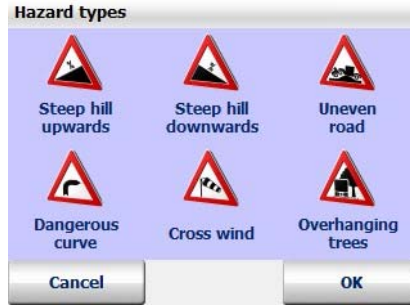 Hazard types
Steep hill
upwards
Steep hill
downwards
Uneven
road
Dangerous
curve
Cross wind
Overhanging
trees
Cancel
OK